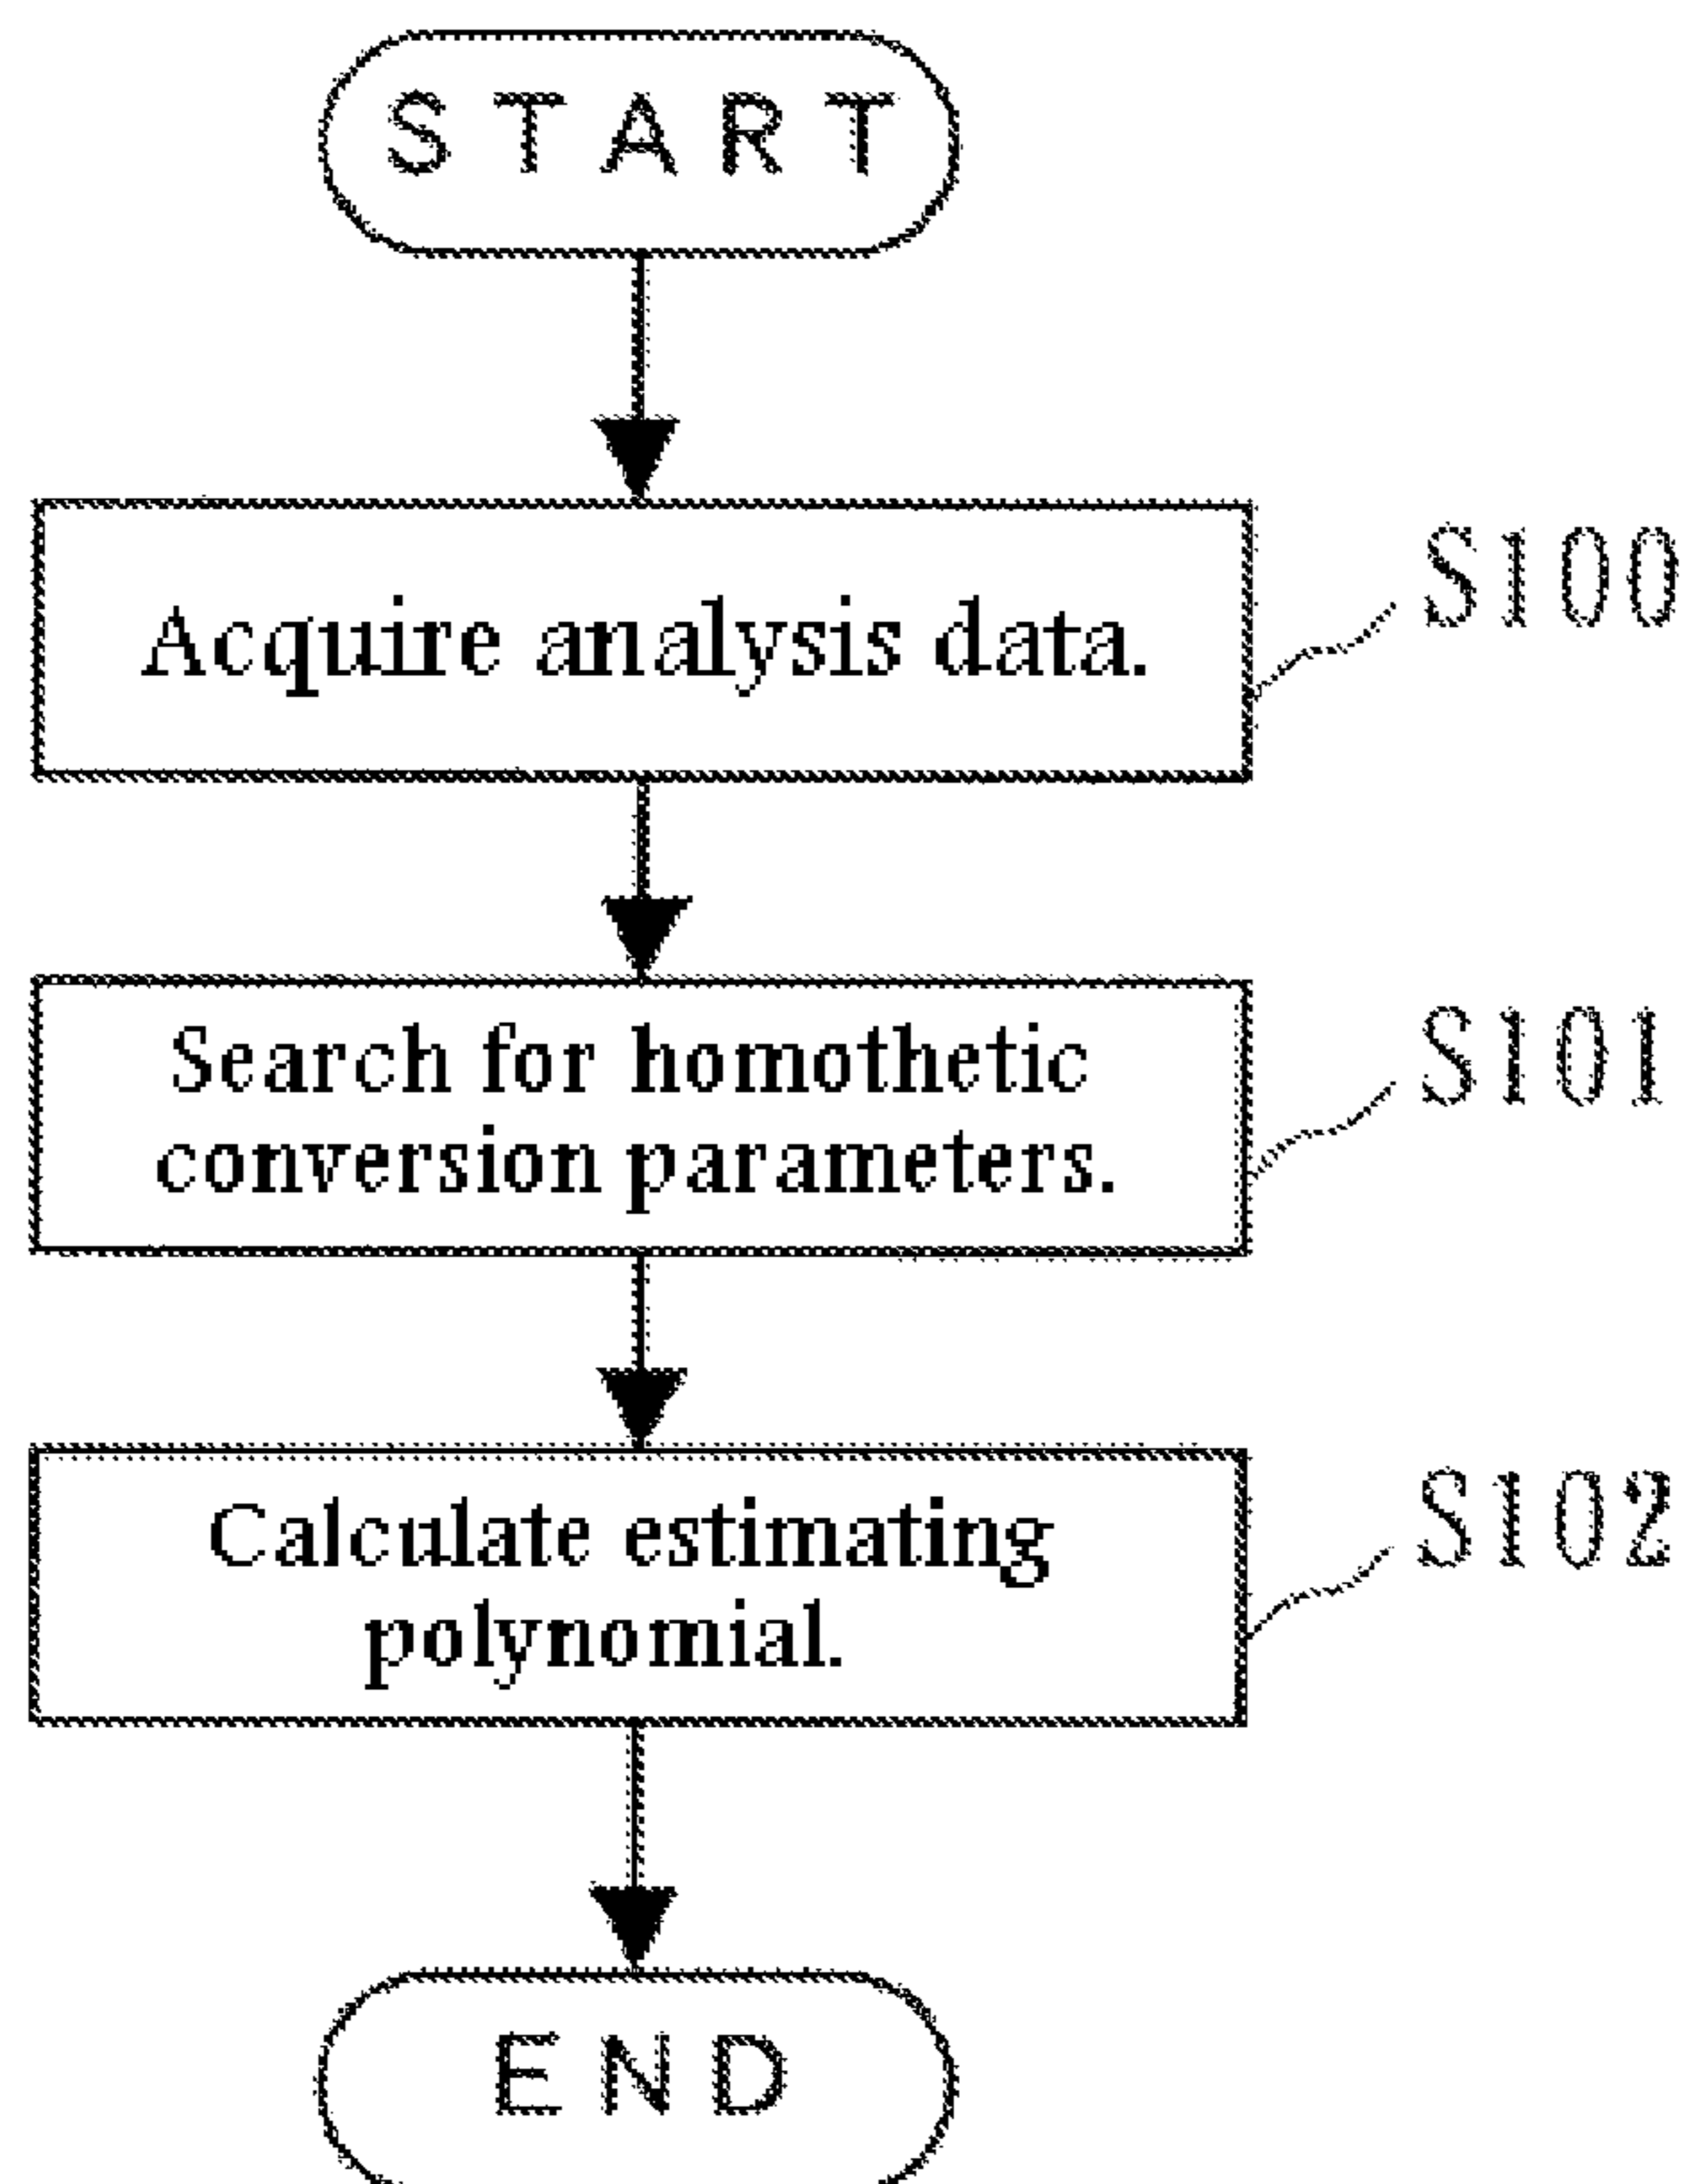 START
Acquire analysis data.
S100
Search for homothetic
conversion parameters.
S101
Calculate estimating
polynomial.
S102
END